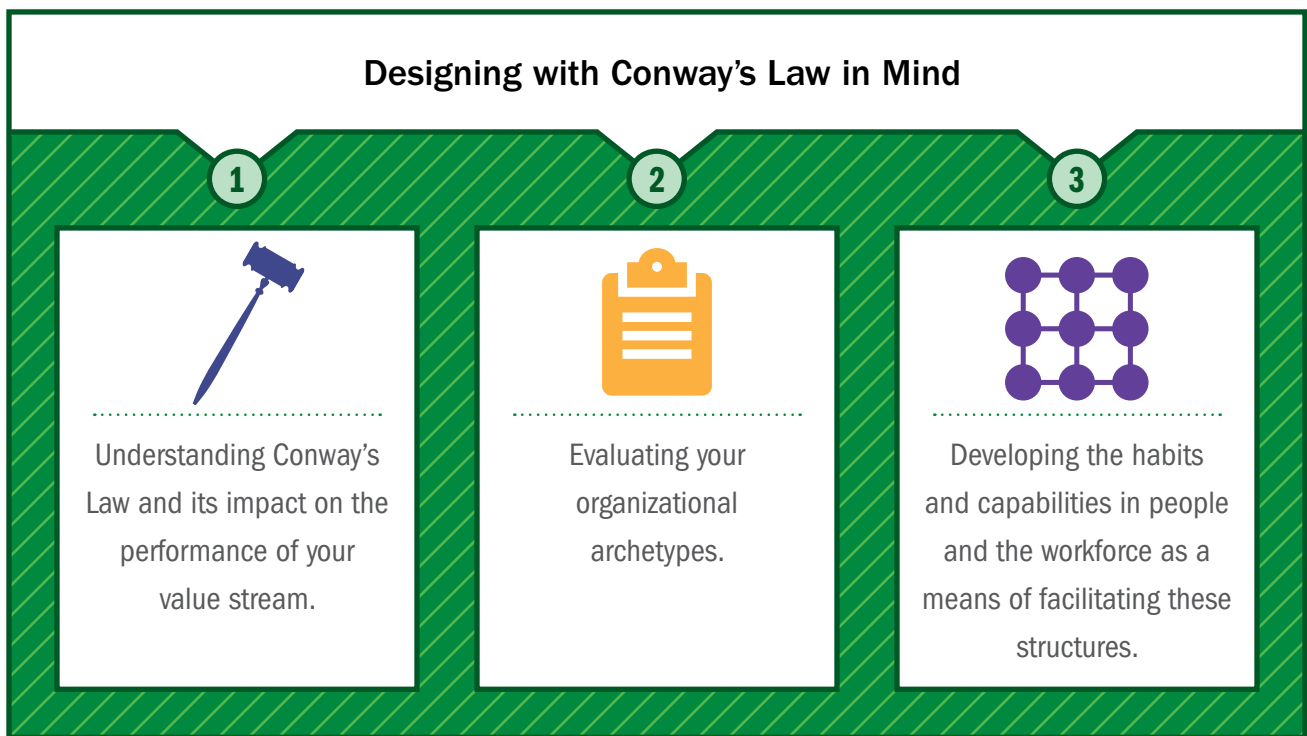 Designing with Conway’s Law in Mind
1
Understanding Conway’s
Law and its impact on the
performance of your
value stream.
2
Evaluating your
organizational
archetypes.
3
Developing the habits
and capabilities in people
and the workforce as a
means of facilitating these
structures.